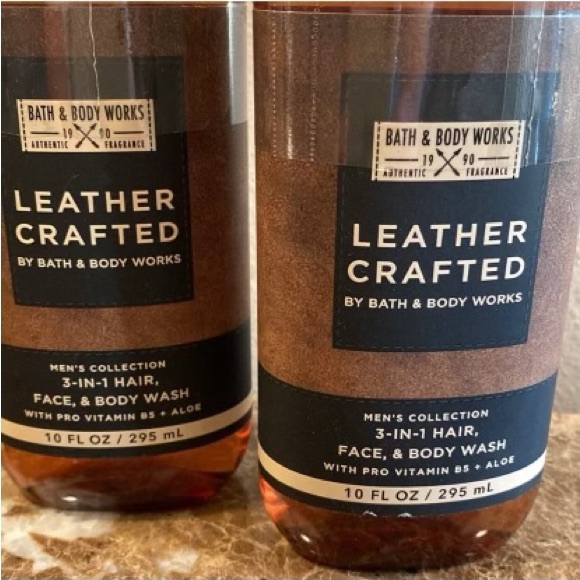 BATH & BODY WORKS
19 90
AUTHENTIC FRAGRANCE
LEATHER
CRAFTED
BY BATH & BODY WORKS
MEN'S COLLECTION
3-IN-1 HAIR,
FACE, & BODY WASH
WITH PRO VITAMIN B5 + ALOE
10 FL OZ / 295 mL
BATH & BODY WORKS
19 90
AUTHENTIC FRAGRANCE
LEATHER
CRAFTED
BY BATH & BODY WORKS
MEN'S COLLECTION
3-IN-1 HAIR,
FACE, & BODY WASH
WITH PRO VITAMIN B5 + ALOE
10 FL OZ / 295 mL